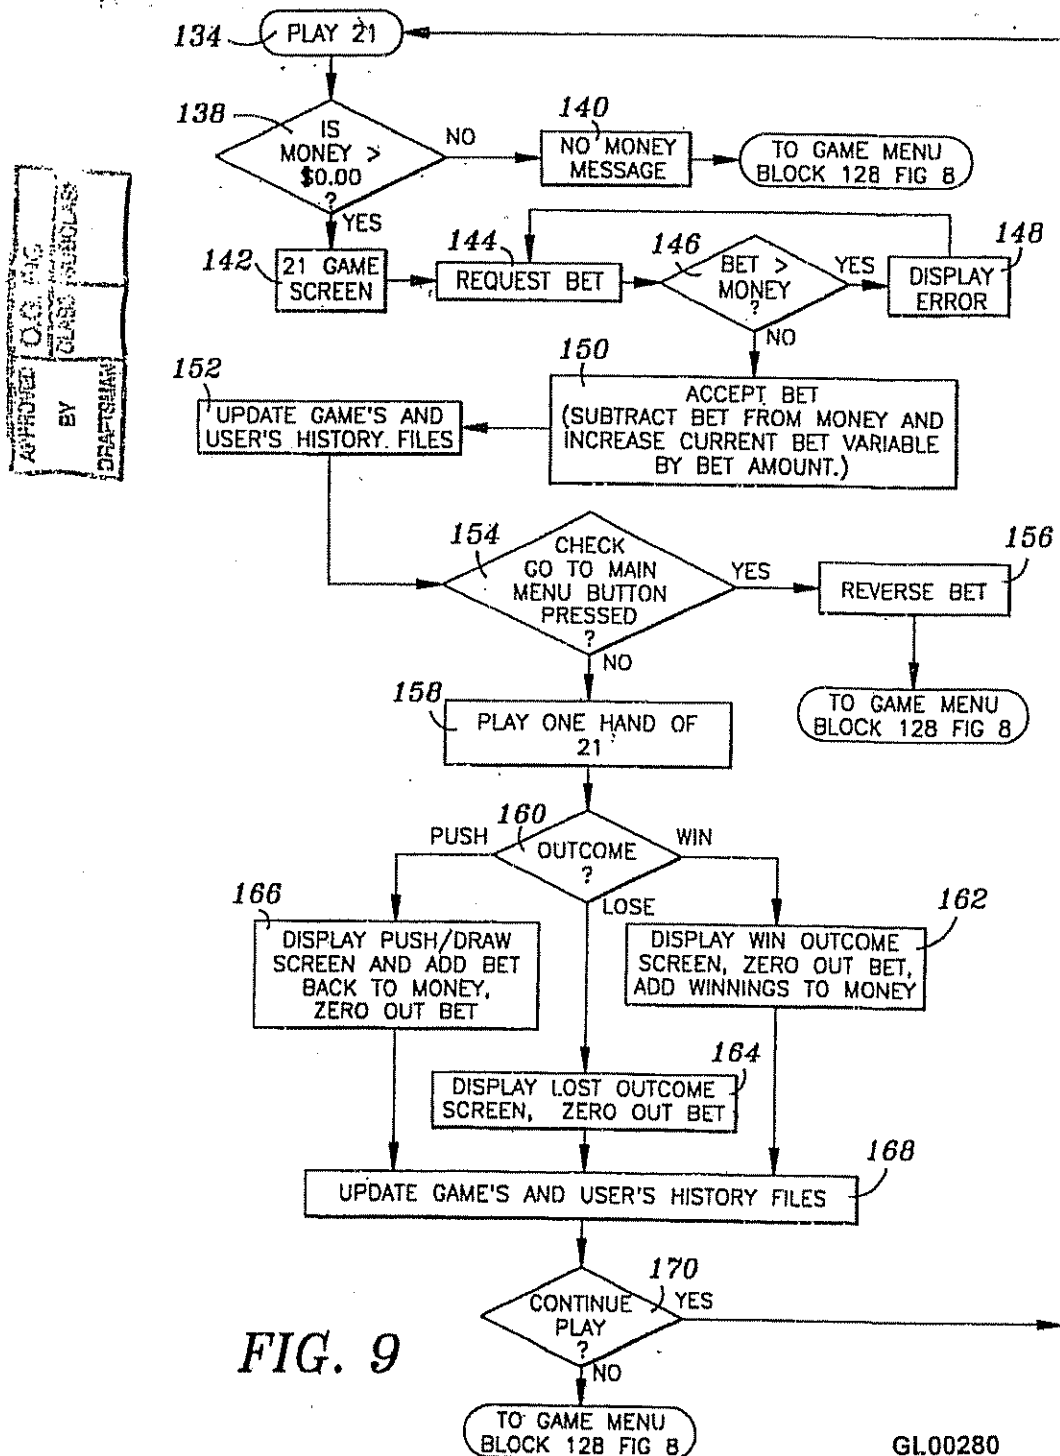 134
PLAY 21
138
IS
MONEY >
$0.00
?
NO
YES
140
NO MONEY
MESSAGE
TO GAME MENU
BLOCK 128 FIG 8
142
21 GAME
SCREEN
144
REQUEST BET
146
BET >
MONEY
?
YES
NO
148
DISPLAY
ERROR
APPROVED
O.G. FIG.
BY
CLASS
SUBCLASS
DRAFTSMAN
150
ACCEPT BET
(SUBTRACT BET FROM MONEY AND
INCREASE CURRENT BET VARIABLE
BY BET AMOUNT.)
152
UPDATE GAME'S AND
USER'S HISTORY. FILES
154
CHECK
GO TO MAIN
MENU BUTTON
PRESSED
?
YES
NO
156
REVERSE BET
TO GAME MENU
BLOCK 128 FIG 8
158
PLAY ONE HAND OF
21
160
OUTCOME
?
PUSH
WIN
LOSE
166
DISPLAY PUSH/DRAW
SCREEN AND ADD BET
BACK TO MONEY,
ZERO OUT BET
162
DISPLAY WIN OUTCOME
SCREEN, ZERO OUT BET,
ADD WINNINGS TO MONEY
164
DISPLAY LOST OUTCOME
SCREEN, ZERO OUT BET
168
UPDATE GAME'S AND USER'S HISTORY FILES
170
CONTINUE
PLAY
?
YES
NO
TO GAME MENU
BLOCK 128 FIG 8
FIG. 9
GL00280